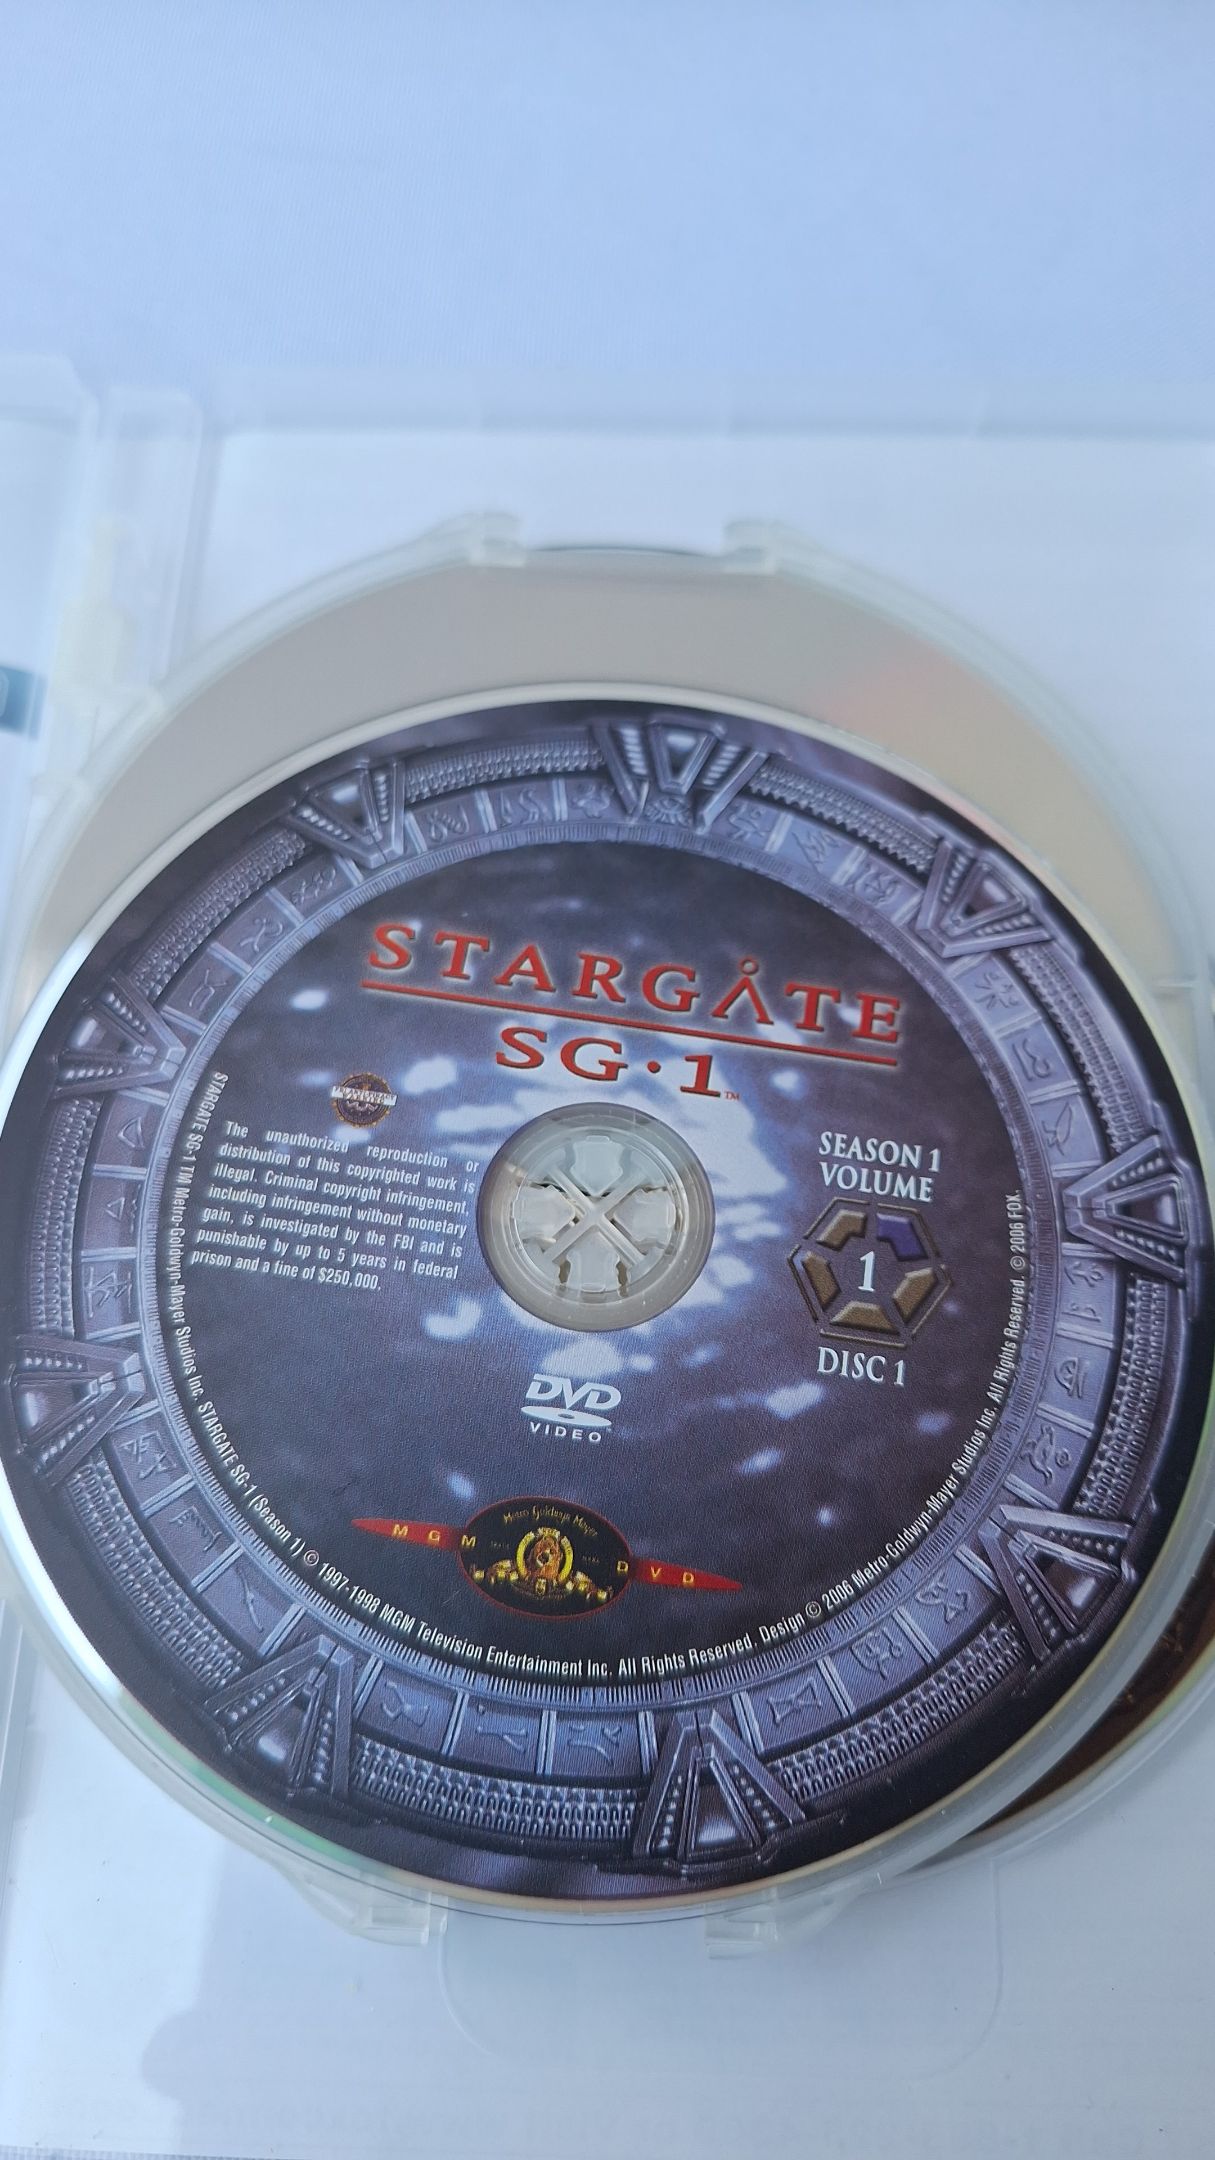 STARGATE
SG·1™
The unauthorized reproduction or
distribution of this copyrighted work is
illegal. Criminal copyright infringement,
including infringement without monetary
gain, is investigated by the FBI and is
punishable by up to 5 years in federal
prison and a fine of $250,000.
SEASON 1
VOLUME
1
DISC 1
DVD
VIDEO
MGM DVD
Metro Goldwyn Mayer
STARGATE SG-1 TM Metro-Goldwyn-Mayer Studios Inc. STARGATE SG-1 (Season 1) © 1997-1998 MGM Television Entertainment Inc. All Rights Reserved. Design © 2006 Metro-Goldwyn-Mayer Studios Inc. All Rights Reserved. © 2006 FOX.